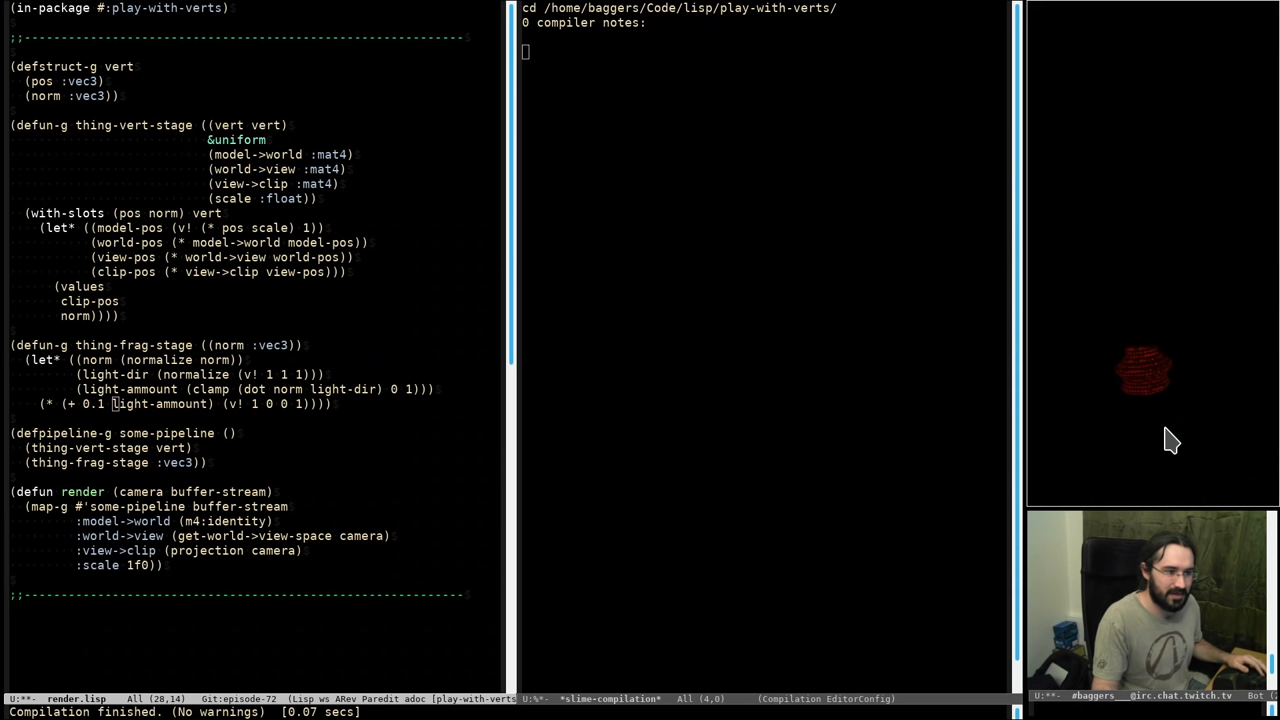 (in-package #:play-with-verts)
;;----------------------------------------------------------
(defstruct-g vert
(pos :vec3)
(norm :vec3))
(defun-g thing-vert-stage ((vert vert)
&uniform
(model->world :mat4)
(world->view :mat4)
(view->clip :mat4)
(scale :float))
(with-slots (pos norm) vert
(let* ((model-pos (v! (* pos scale) 1))
(world-pos (* model->world model-pos))
(view-pos (* world->view world-pos))
(clip-pos (* view->clip view-pos)))
(values
clip-pos
norm))))
(defun-g thing-frag-stage ((norm :vec3))
(let* ((norm (normalize norm))
(light-dir (normalize (v! 1 1 1)))
(light-ammount (clamp (dot norm light-dir) 0 1)))
(* (+ 0.1 light-ammount) (v! 1 0 0 1))))
(defpipeline-g some-pipeline ()
(thing-vert-stage vert)
(thing-frag-stage :vec3))
(defun render (camera buffer-stream)
(map-g #'some-pipeline buffer-stream
:model->world (m4:identity)
:world->view (get-world->view-space camera)
:view->clip (projection camera)
:scale 1f0))
;;----------------------------------------------------------
U:**-  render.lisp   All (28,14)   Git:episode-72  (Lisp ws ARev Paredit adoc [play-with-verts
Compilation finished. (No warnings)  [0.07 secs]
cd /home/baggers/Code/lisp/play-with-verts/
0 compiler notes:
U:%*-  *slime-compilation*   All (4,0)   (Compilation EditorConfig)
U:**-  #baggers___@irc.chat.twitch.tv   Bot (